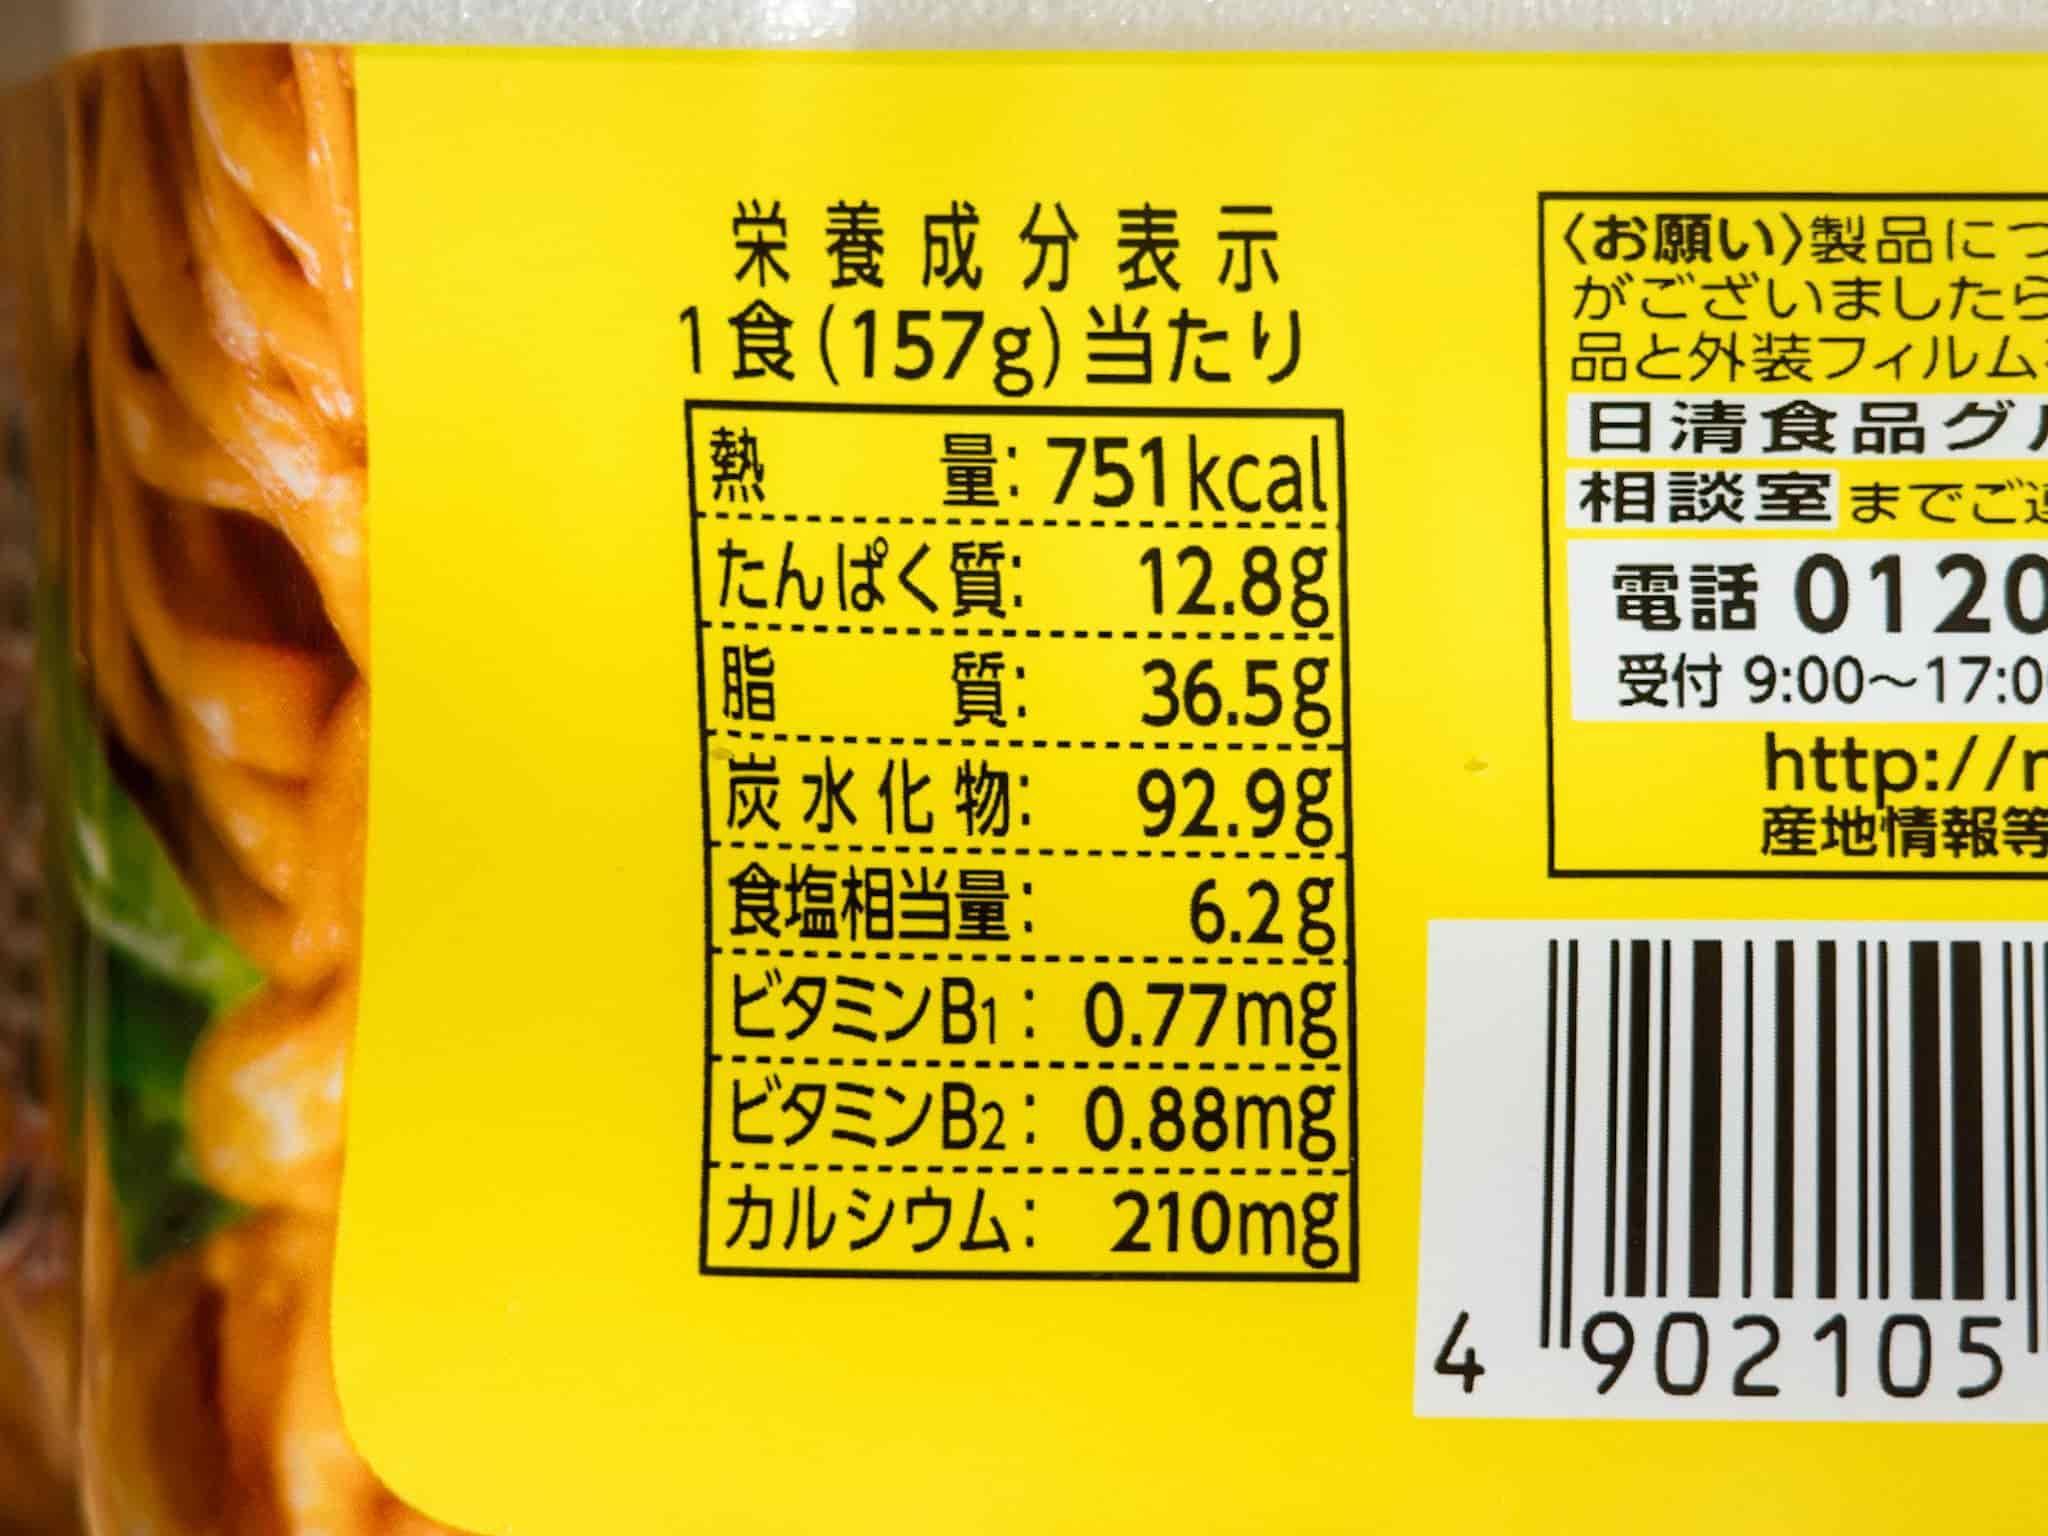 栄養成分表示
1食(157g)当たり
熱量: 751kcal
たんぱく質: 12.8g
脂質: 36.5g
炭水化物: 92.9g
食塩相当量: 6.2g
ビタミンB1: 0.77mg
ビタミンB2: 0.88mg
カルシウム: 210mg
〈お願い〉製品につ
がございましたら
品と外装フィルム
日清食品グ
相談室までご
電話 0120
受付 9:00〜17:0
http://
産地情報等
4 902105